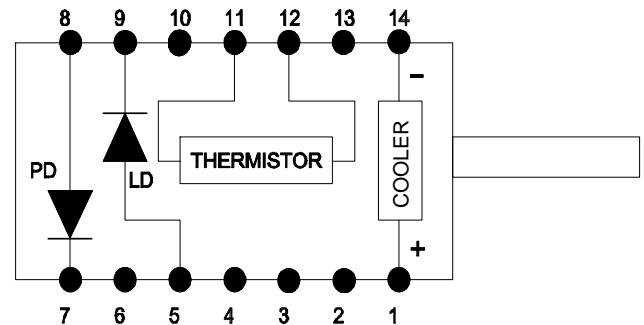 8 9 10 11 12 13 14
−
THERMISTOR
COOLER
PD
LD
+
7 6 5 4 3 2 1